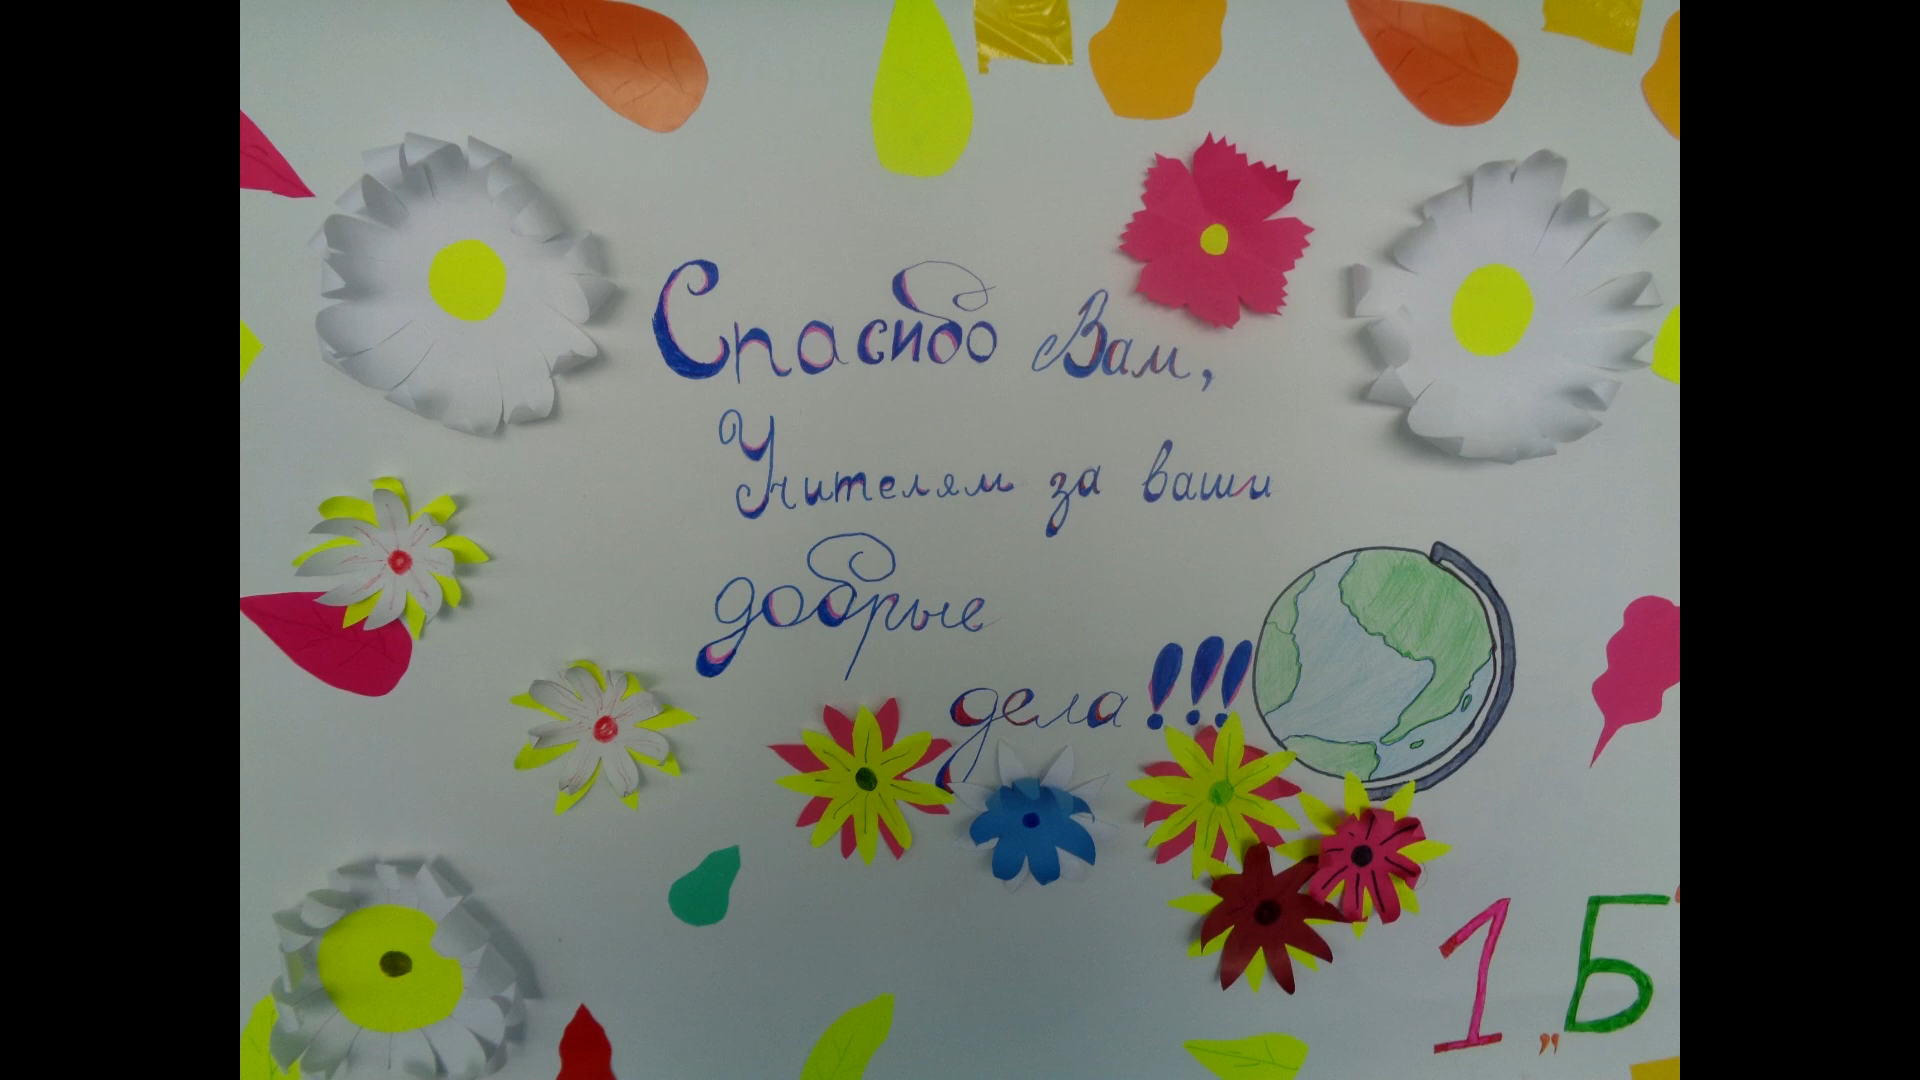 Спасибо Вам,
Учителям за ваши
добрые
дела!!!
1 „Б